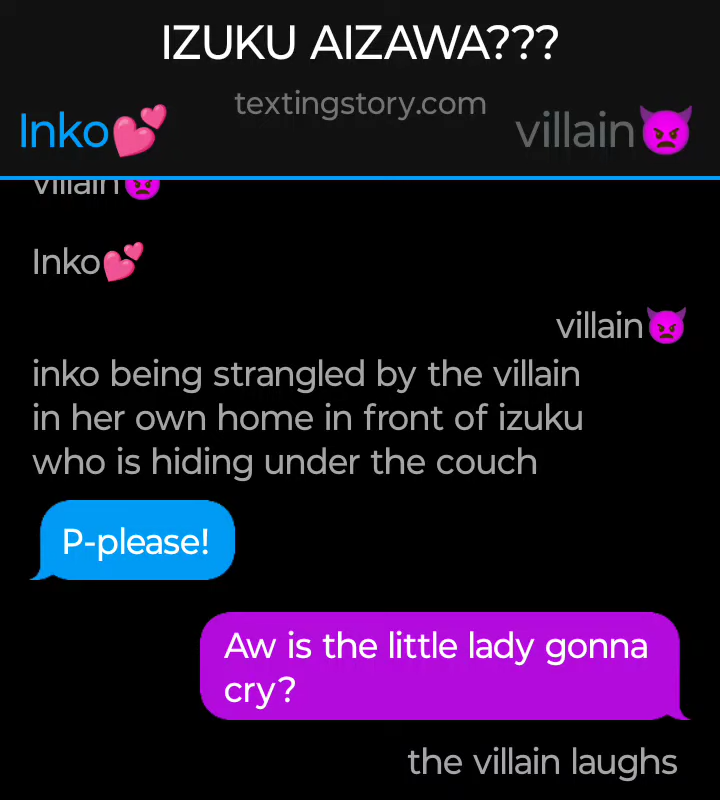 IZUKU AIZAWA???
textingstory.com
Inko💕
villain👿
villain👿
Inko💕
villain👿
inko being strangled by the villain
in her own home in front of izuku
who is hiding under the couch
P-please!
Aw is the little lady gonna
cry?
the villain laughs